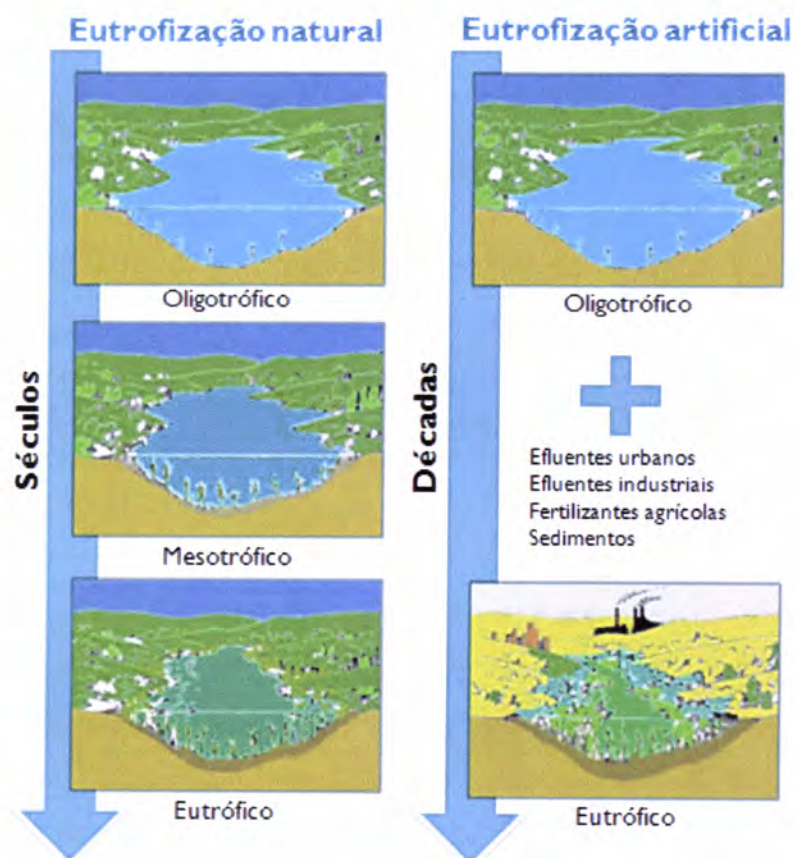 Eutrofização natural
Séculos
Oligotrófico
Mesotrófico
Eutrófico
Eutrofização artificial
Décadas
Oligotrófico
Efluentes urbanos
Efluentes industriais
Fertilizantes agrícolas
Sedimentos
Eutrófico